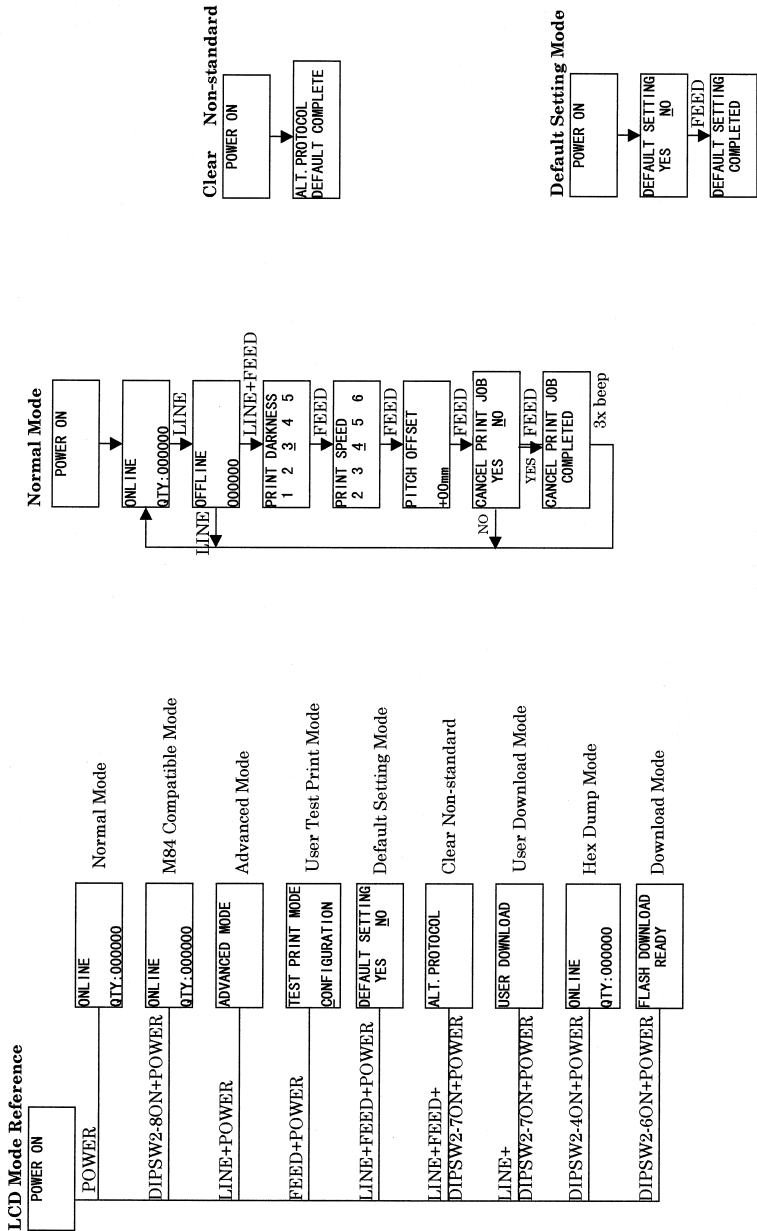 LCD Mode Reference
POWER ON
POWER
ONLINE
QTY:000000
Normal Mode
DIPSW2-8ON+POWER
ONLINE
QTY:000000
M84 Compatible Mode
LINE+POWER
ADVANCED MODE
Advanced Mode
FEED+POWER
TEST PRINT MODE
CONFIGURATION
User Test Print Mode
LINE+FEED+POWER
DEFAULT SETTING
YES NO
Default Setting Mode
LINE+FEED+
DIPSW2-7ON+POWER
ALT.PROTOCOL
Clear Non-standard
LINE+
DIPSW2-7ON+POWER
USER DOWNLOAD
User Download Mode
DIPSW2-4ON+POWER
ONLINE
QTY:000000
Hex Dump Mode
DIPSW2-6ON+POWER
FLASH DOWNLOAD
READY
Download Mode
Normal Mode
POWER ON
ONLINE
QTY:000000
LINE
LINE
OFFLINE
000000
LINE+FEED
PRINT DARKNESS
1 2 3 4 5
FEED
PRINT SPEED
2 3 4 5 6
FEED
PITCH OFFSET
+00mm
FEED
NO
CANCEL PRINT JOB
YES NO
YES
FEED
CANCEL PRINT JOB
COMPLETED
3x beep
Clear Non-standard
POWER ON
ALT.PROTOCOL
DEFAULT COMPLETE
Default Setting Mode
POWER ON
DEFAULT SETTING
YES NO
FEED
DEFAULT SETTING
COMPLETED